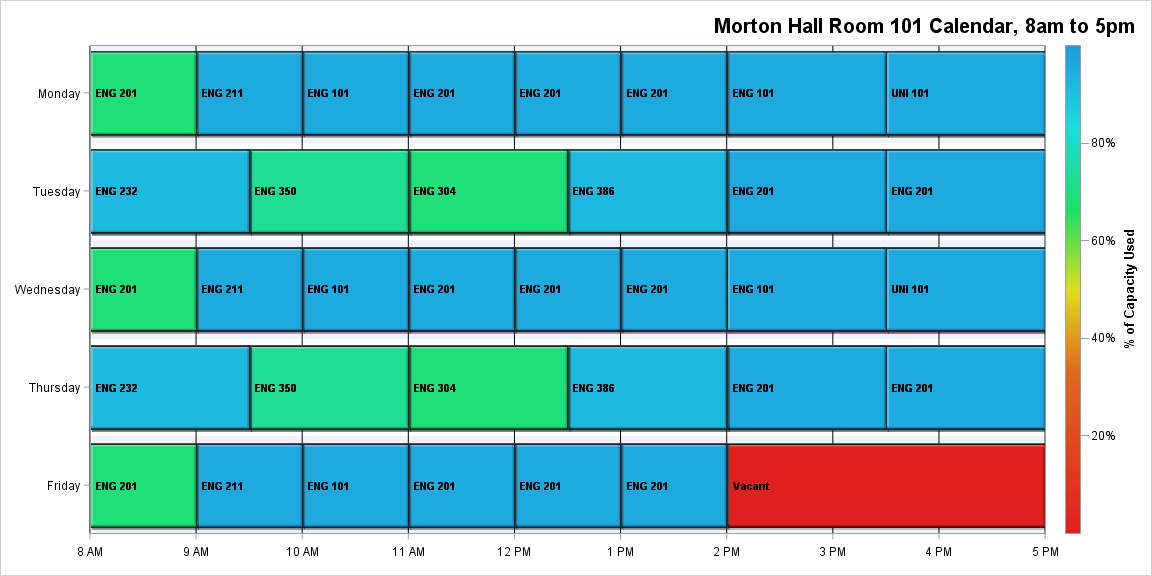 Morton Hall Room 101 Calendar, 8am to 5pm
Monday
ENG 201
ENG 211
ENG 101
ENG 201
ENG 201
ENG 201
ENG 101
UNI 101
Tuesday
ENG 232
ENG 350
ENG 304
ENG 386
ENG 201
ENG 201
Wednesday
ENG 201
ENG 211
ENG 101
ENG 201
ENG 201
ENG 201
ENG 101
UNI 101
Thursday
ENG 232
ENG 350
ENG 304
ENG 386
ENG 201
ENG 201
Friday
ENG 201
ENG 211
ENG 101
ENG 201
ENG 201
ENG 201
Vacant
8 AM
9 AM
10 AM
11 AM
12 PM
1 PM
2 PM
3 PM
4 PM
5 PM
80%
60%
40%
20%
% of Capacity Used